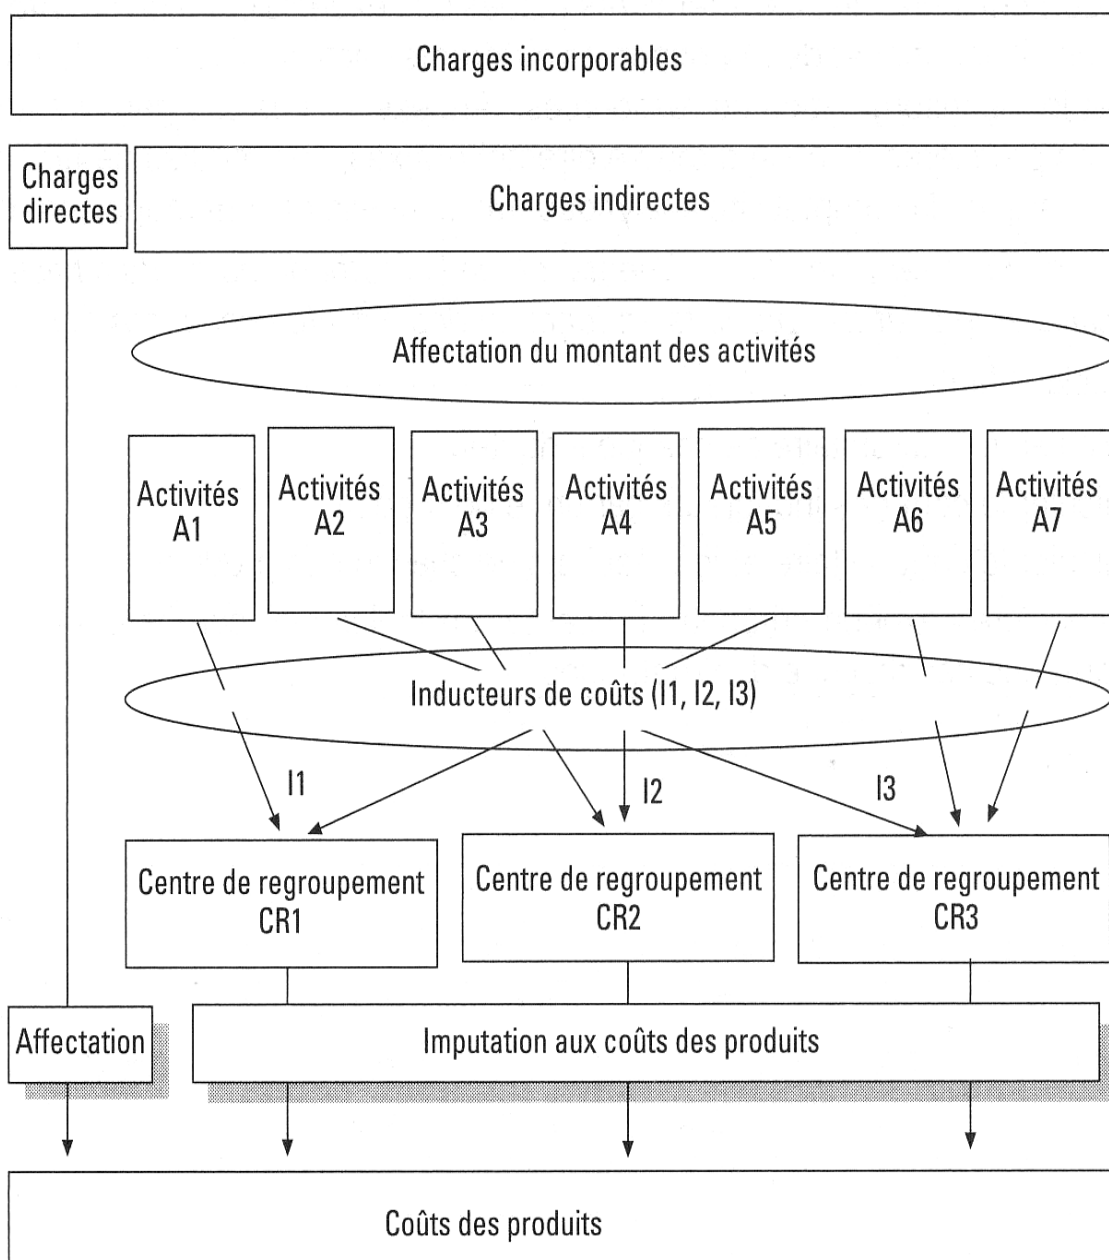 Charges incorporables
Charges
directes
Charges indirectes
Affectation du montant des activités
Activités
A1
Activités
A2
Activités
A3
Activités
A4
Activités
A5
Activités
A6
Activités
A7
Inducteurs de coûts (I1, I2, I3)
I1
I2
I3
Centre de regroupement
CR1
Centre de regroupement
CR2
Centre de regroupement
CR3
Affectation
Imputation aux coûts des produits
Coûts des produits